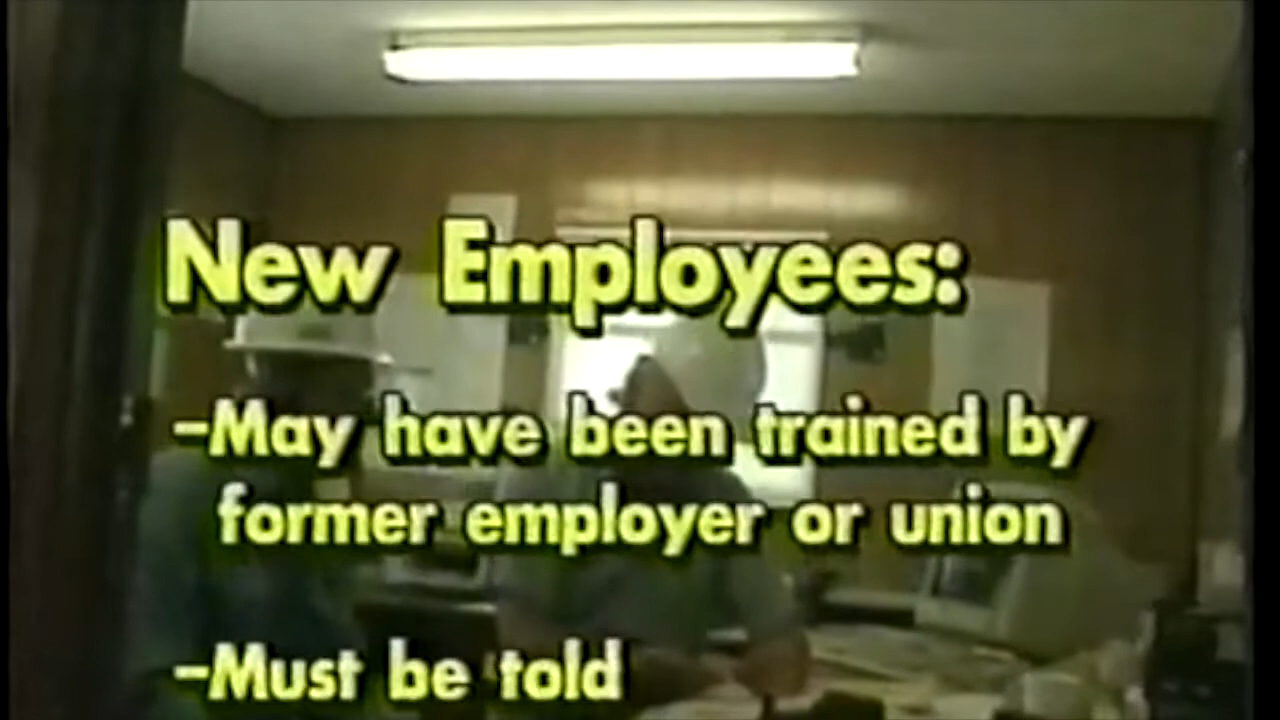 New Employees:
-May have been trained by
former employer or union
-Must be told